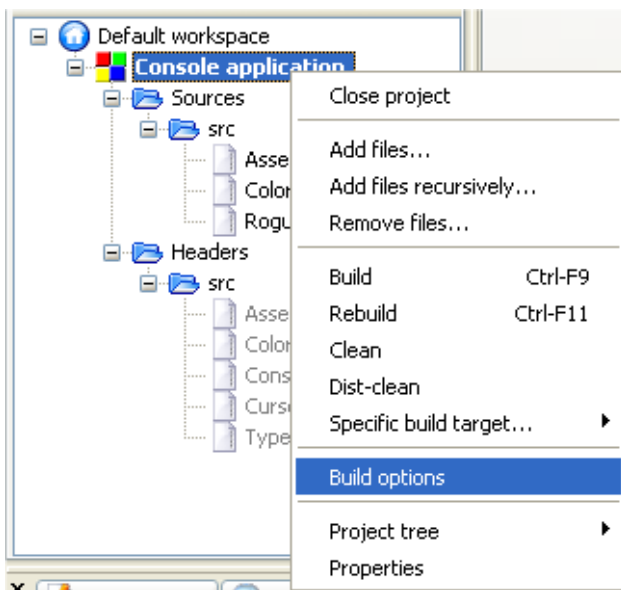 Default workspace
Console application
Sources
src
Asse
Color
Rogu
Headers
src
Asse
Color
Cons
Curs
Type
Close project
Add files...
Add files recursively...
Remove files...
Build Ctrl-F9
Rebuild Ctrl-F11
Clean
Dist-clean
Specific build target...
Build options
Project tree
Properties